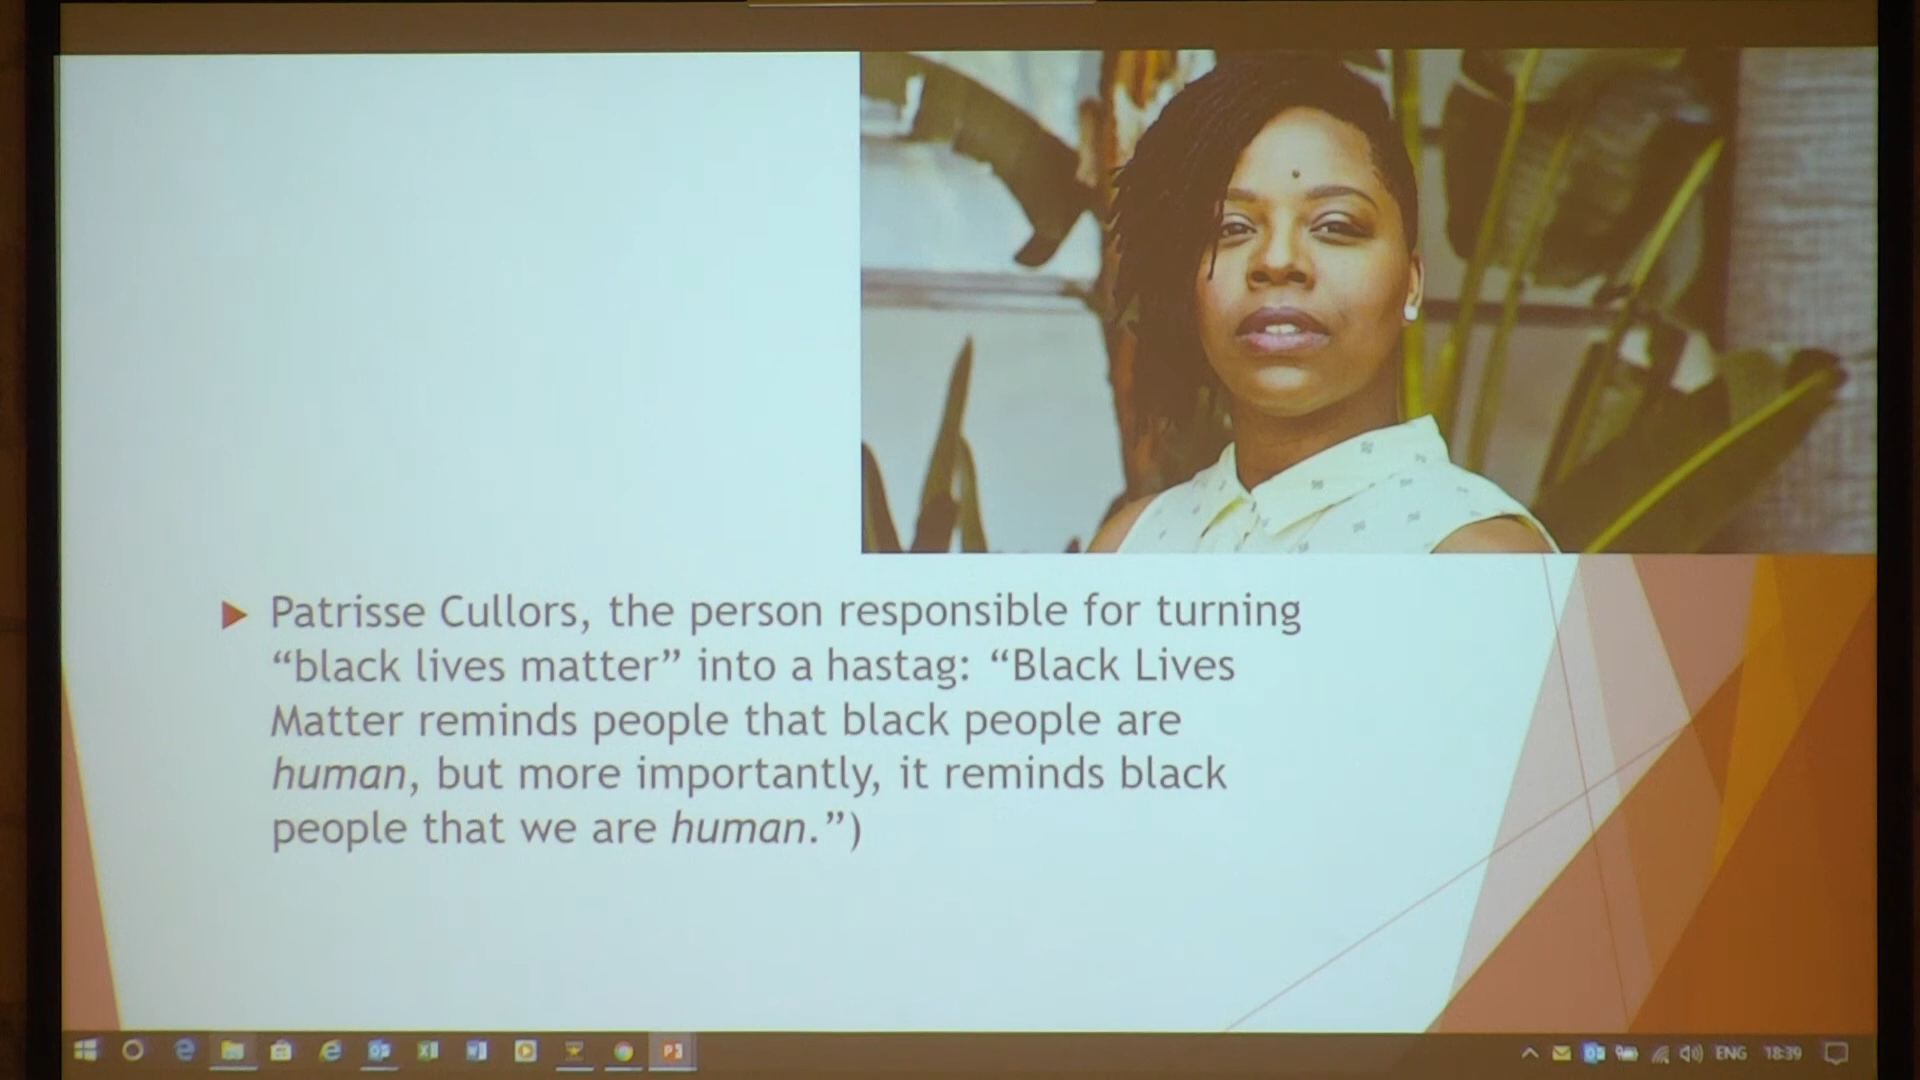 Patrisse Cullors, the person responsible for turning
“black lives matter” into a hastag: “Black Lives
Matter reminds people that black people are
human, but more importantly, it reminds black
people that we are human.”)
ENG 18:39